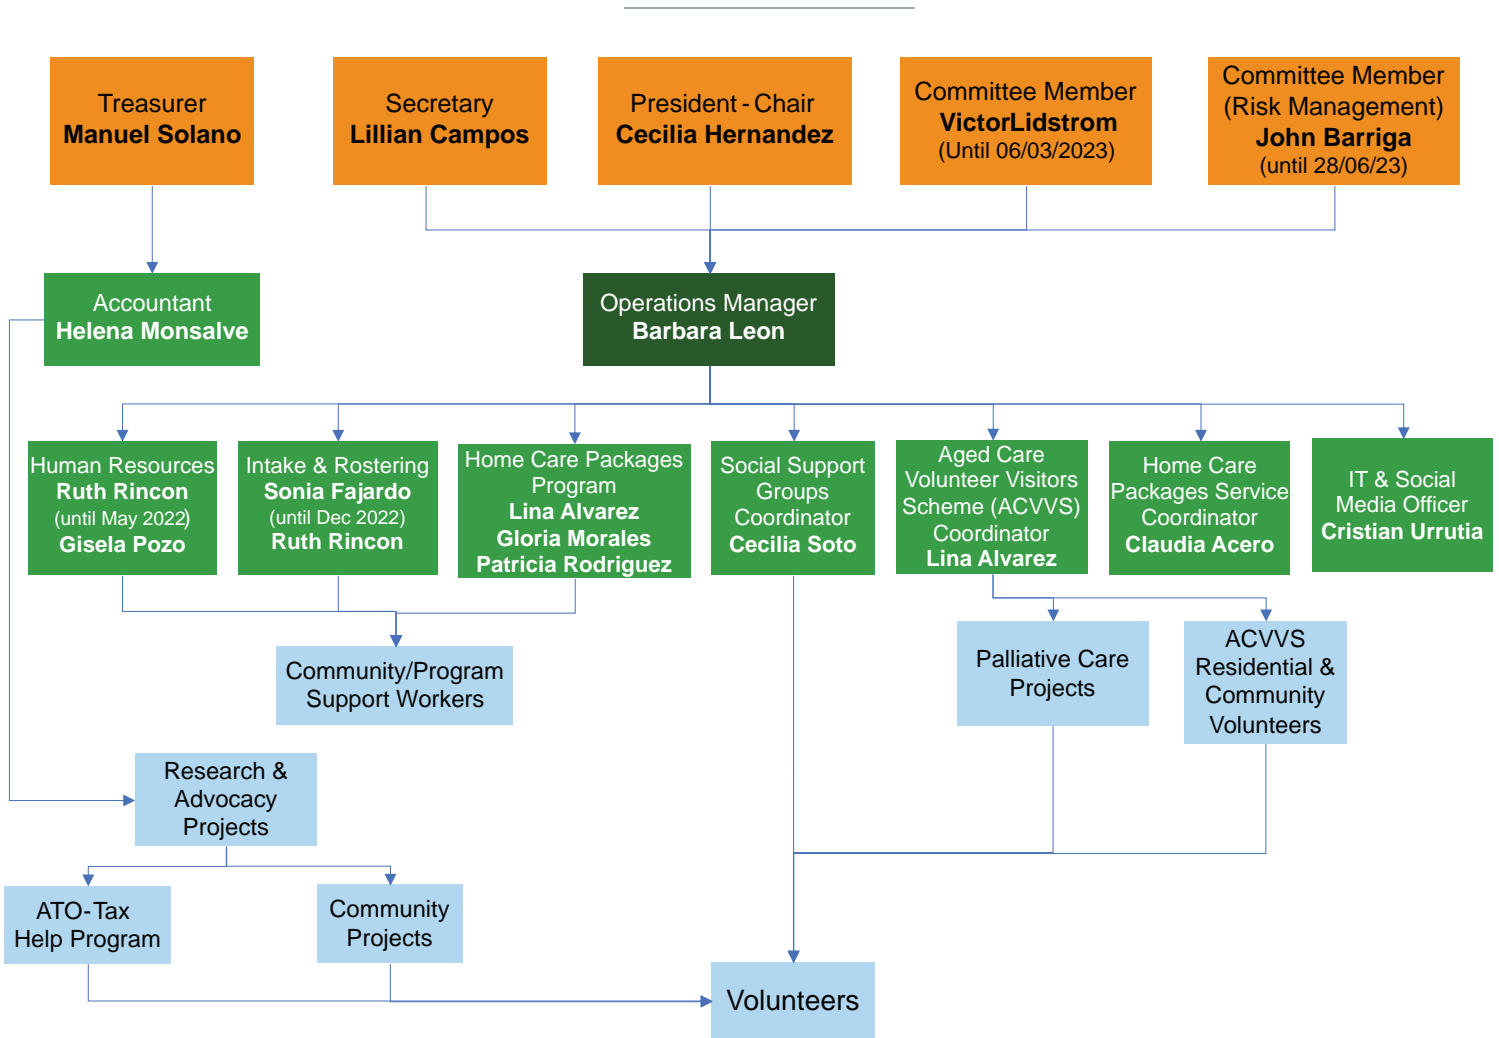 Treasurer
Manuel Solano
Secretary
Lillian Campos
President - Chair
Cecilia Hernandez
Committee Member
VictorLidstrom
(Until 06/03/2023)
Committee Member
(Risk Management)
John Barriga
(until 28/06/23)
Accountant
Helena Monsalve
Operations Manager
Barbara Leon
Human Resources
Ruth Rincon
(until May 2022)
Gisela Pozo
Intake & Rostering
Sonia Fajardo
(until Dec 2022)
Ruth Rincon
Home Care Packages
Program
Lina Alvarez
Gloria Morales
Patricia Rodriguez
Social Support
Groups
Coordinator
Cecilia Soto
Aged Care
Volunteer Visitors
Scheme (ACVVS)
Coordinator
Lina Alvarez
Home Care
Packages Service
Coordinator
Claudia Acero
IT & Social
Media Officer
Cristian Urrutia
Community/Program
Support Workers
Palliative Care
Projects
ACVVS
Residential &
Community
Volunteers
Research &
Advocacy
Projects
ATO-Tax
Help Program
Community
Projects
Volunteers